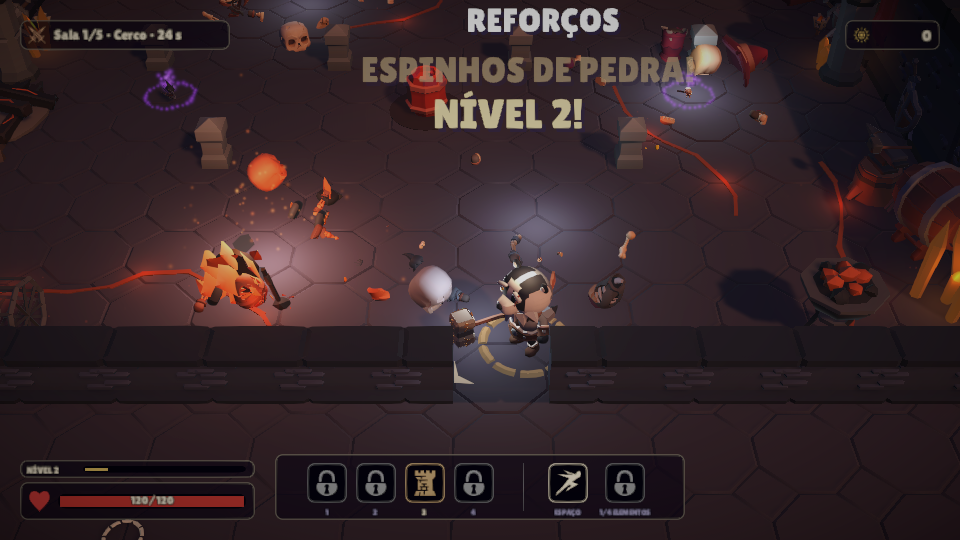 REFORÇOS
Sala 1/5 · Cerco · 24 s
0
ESPINHOS DE PEDRA!
NÍVEL 2!
NÍVEL 2
120/120
1
2
3
4
ESPAÇO
1/4 ELEMENTOS